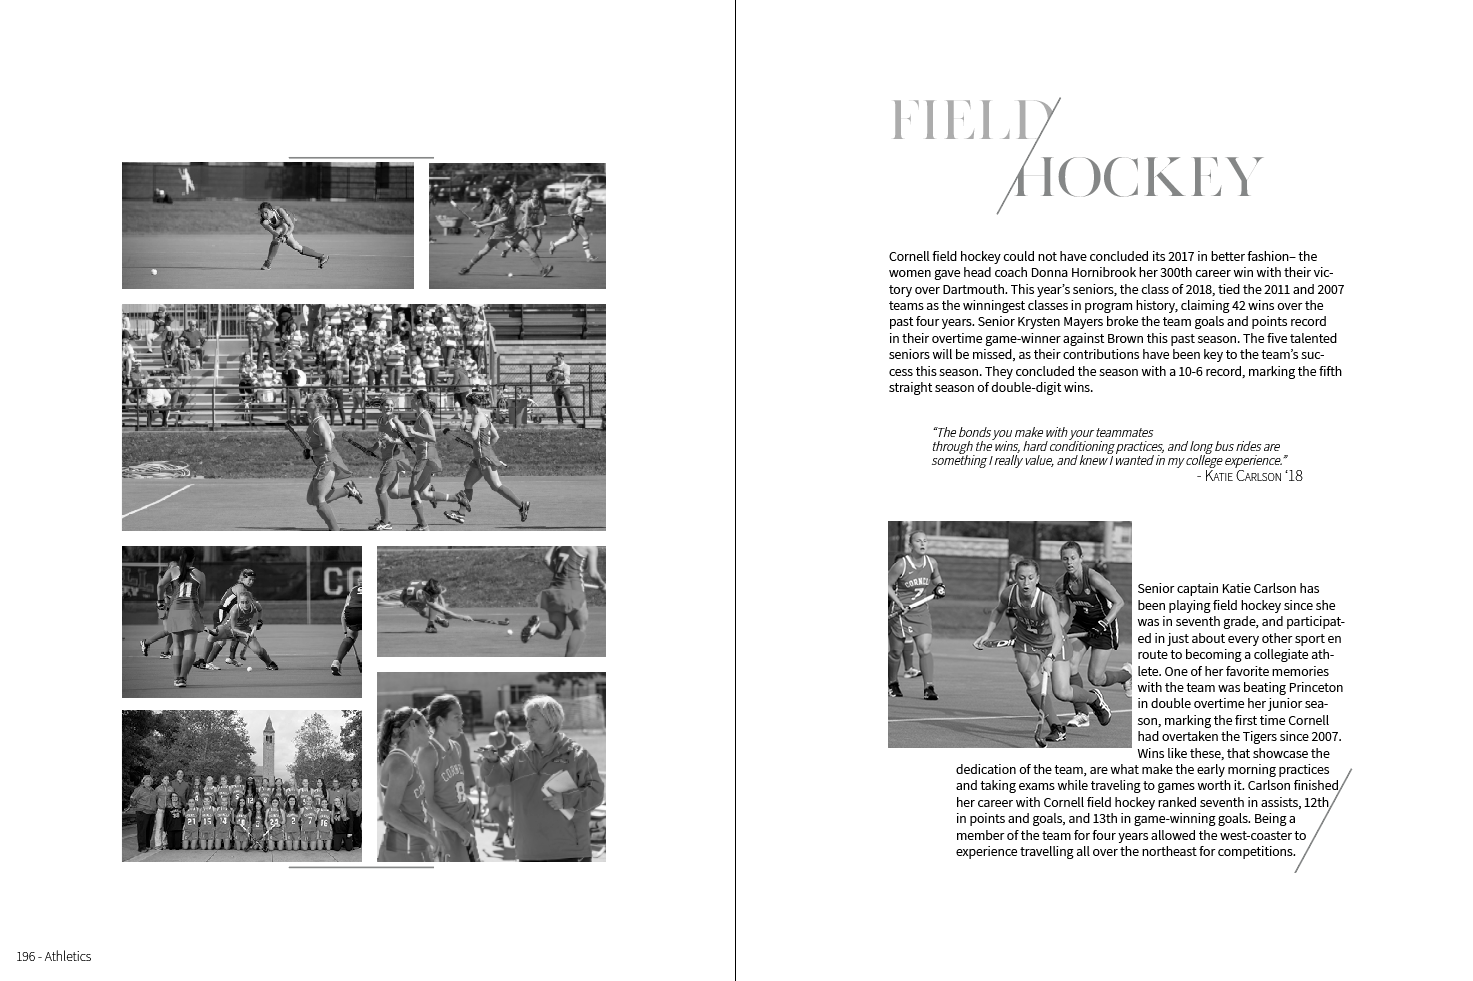 FIELD
HOCKEY
Cornell field hockey could not have concluded its 2017 in better fashion– the
women gave head coach Donna Hornibrook her 300th career win with their vic-
tory over Dartmouth. This year’s seniors, the class of 2018, tied the 2011 and 2007
teams as the winningest classes in program history, claiming 42 wins over the
past four years. Senior Krysten Mayers broke the team goals and points record
in their overtime game-winner against Brown this past season. The five talented
seniors will be missed, as their contributions have been key to the team’s suc-
cess this season. They concluded the season with a 10-6 record, marking the fifth
straight season of double-digit wins.
“The bonds you make with your teammates
through the wins, hard conditioning practices, and long bus rides are
something I really value, and knew I wanted in my college experience.”
- Katie Carlson ‘18
Senior captain Katie Carlson has
been playing field hockey since she
was in seventh grade, and participat-
ed in just about every other sport en
route to becoming a collegiate ath-
lete. One of her favorite memories
with the team was beating Princeton
in double overtime her junior sea-
son, marking the first time Cornell
had overtaken the Tigers since 2007.
Wins like these, that showcase the
dedication of the team, are what make the early morning practices
and taking exams while traveling to games worth it. Carlson finished
her career with Cornell field hockey ranked seventh in assists, 12th
in points and goals, and 13th in game-winning goals. Being a
member of the team for four years allowed the west-coaster to
experience travelling all over the northeast for competitions.
11
7
7
8
196 - Athletics